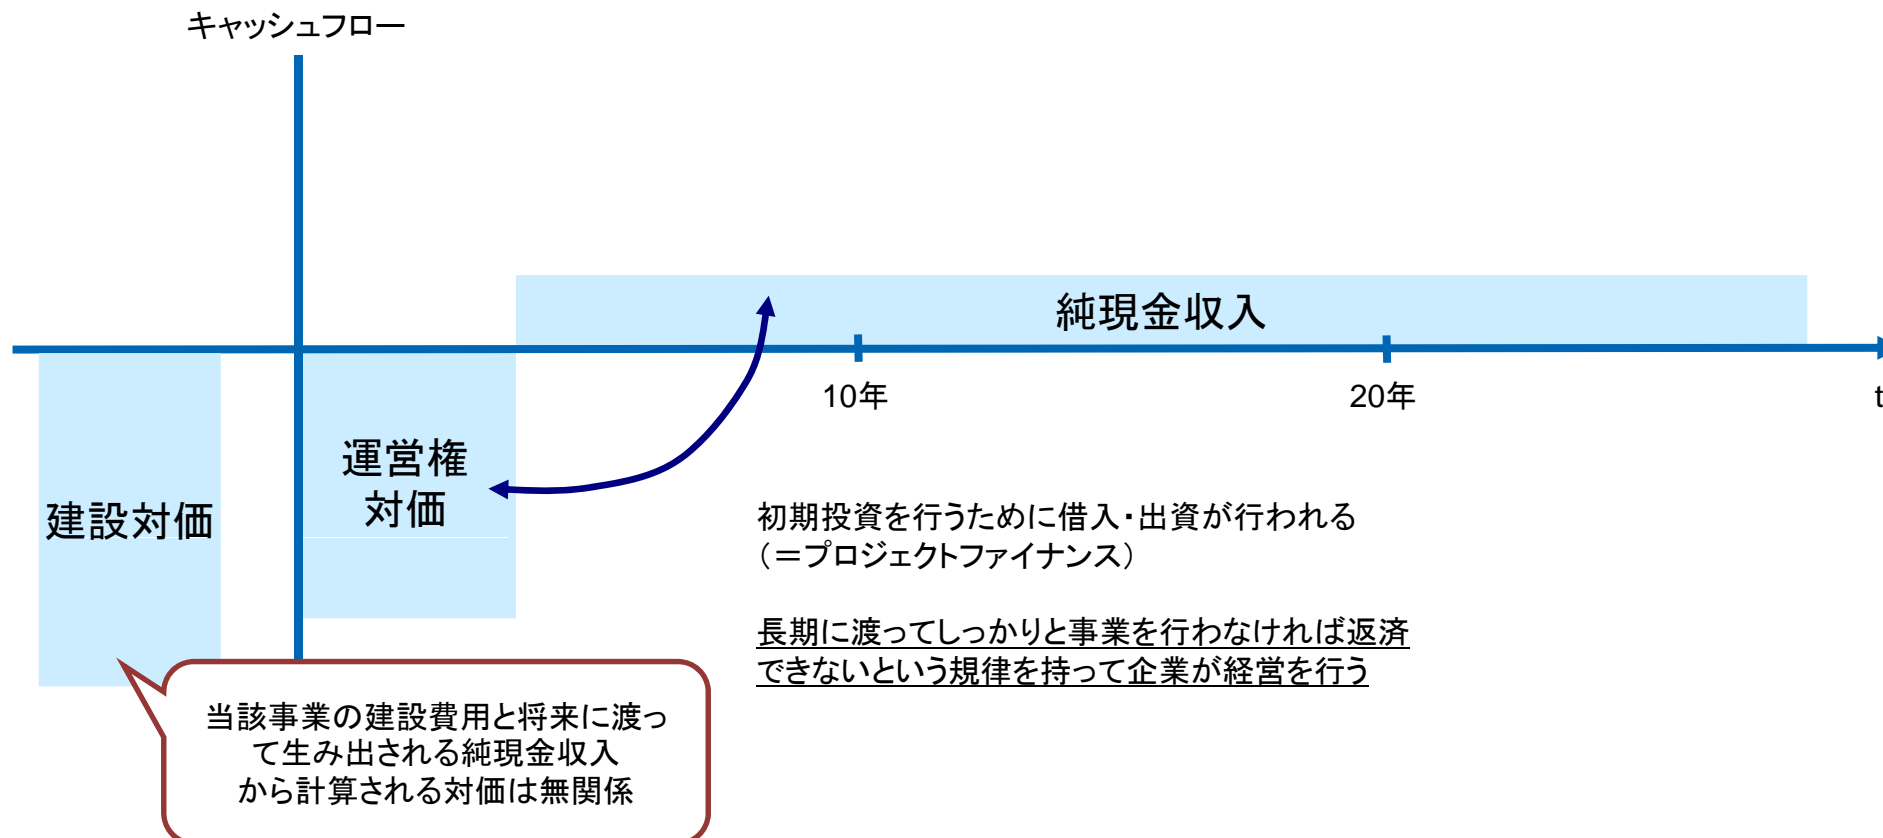 キャッシュフロー
純現金収入
10年
20年
t
建設対価
運営権
対価
初期投資を行うために借入・出資が行われる
（＝プロジェクトファイナンス）
長期に渡ってしっかりと事業を行わなければ返済
できないという規律を持って企業が経営を行う
当該事業の建設費用と将来に渡っ
て生み出される純現金収入
から計算される対価は無関係